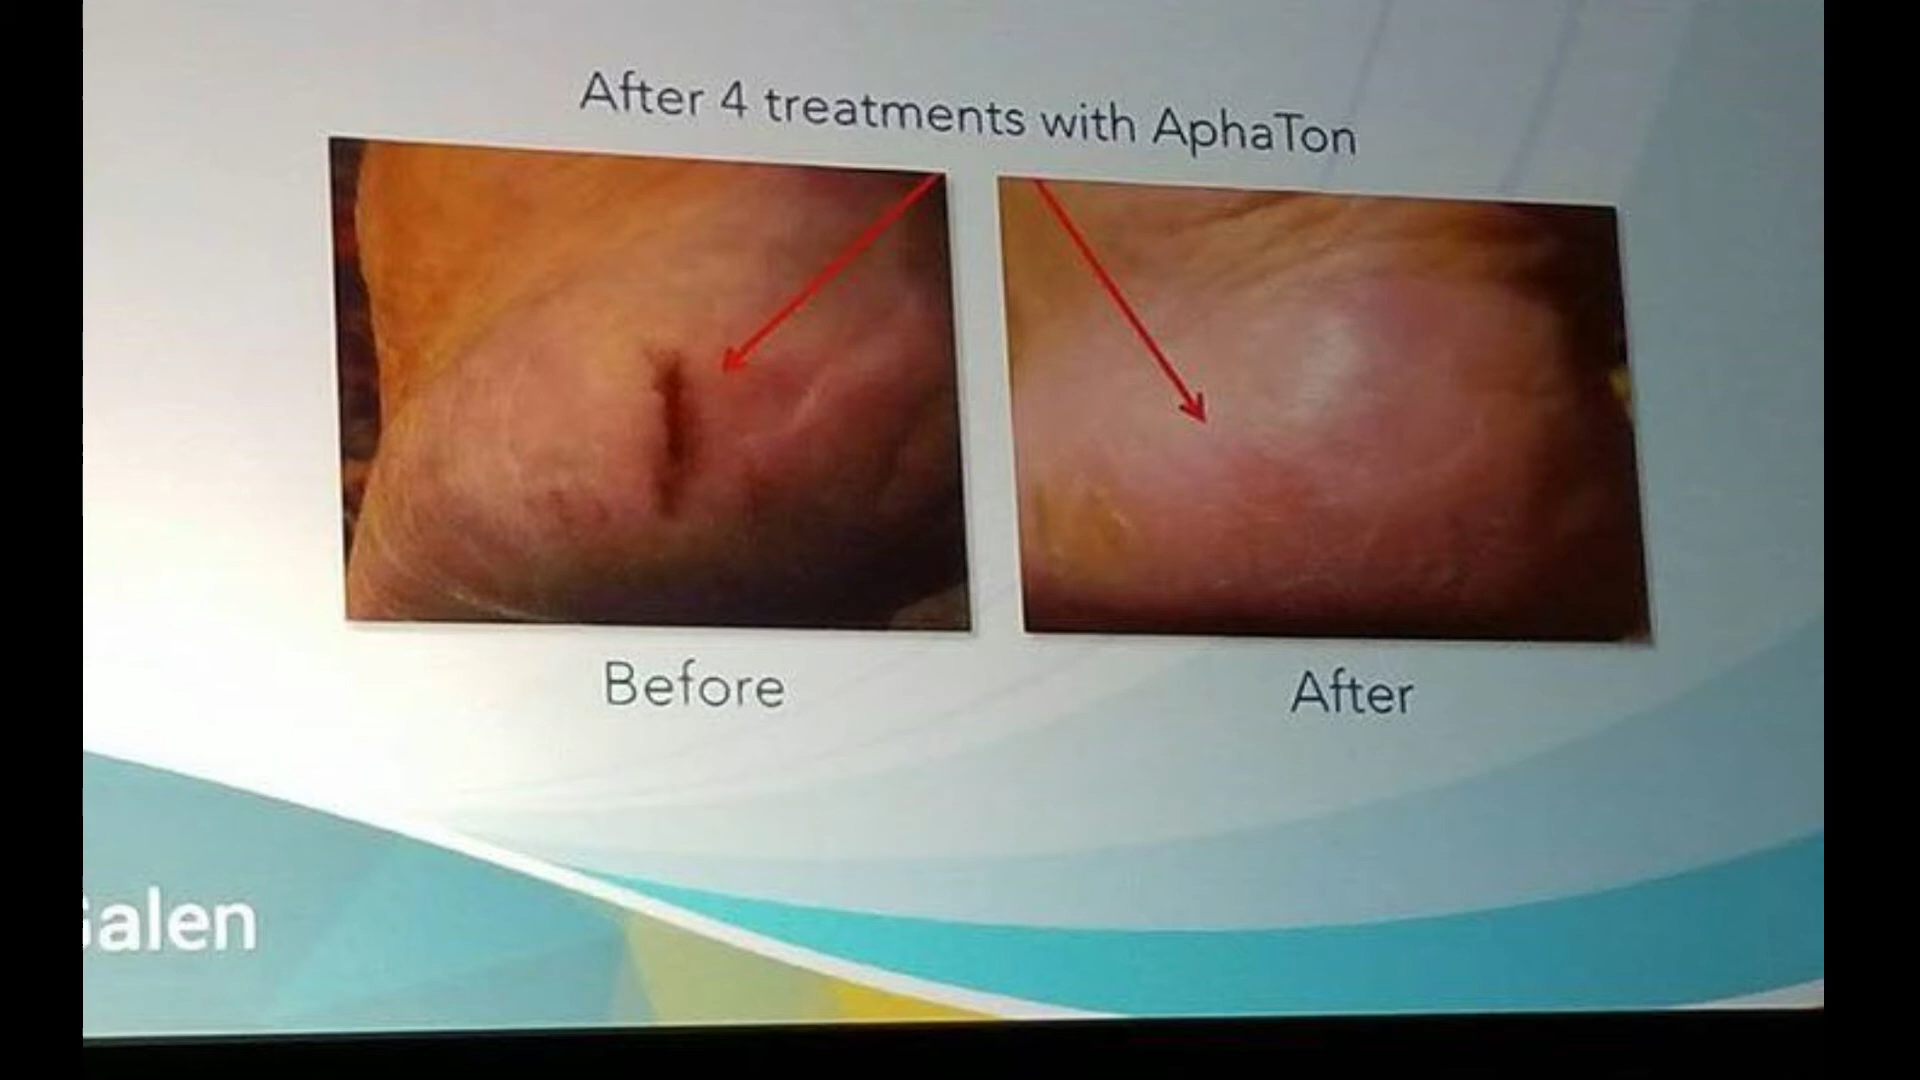 After 4 treatments with AphaTon
Before
After
alen